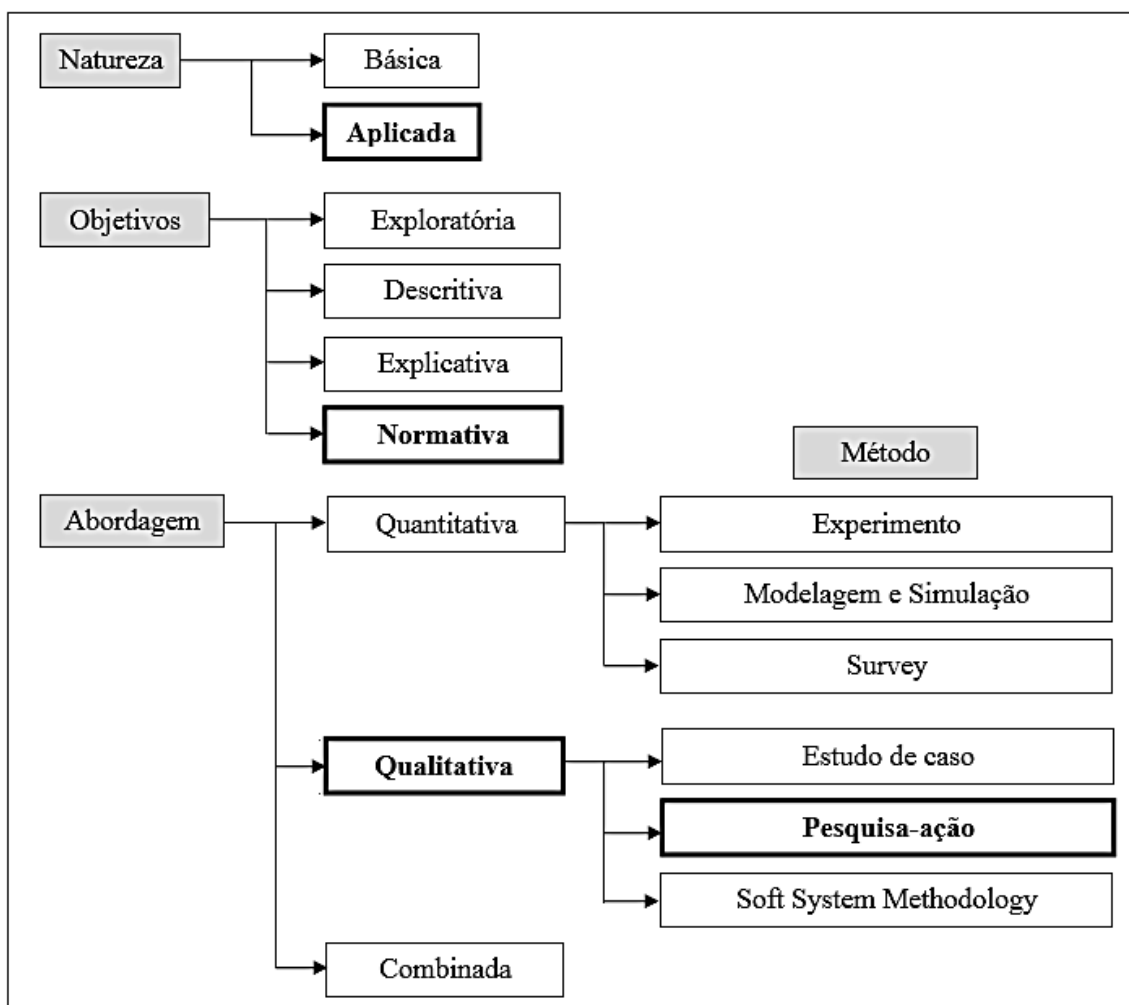 Natureza
Básica
Aplicada
Objetivos
Exploratória
Descritiva
Explicativa
Normativa
Método
Abordagem
Quantitativa
Experimento
Modelagem e Simulação
Survey
Qualitativa
Estudo de caso
Pesquisa-ação
Soft System Methodology
Combinada